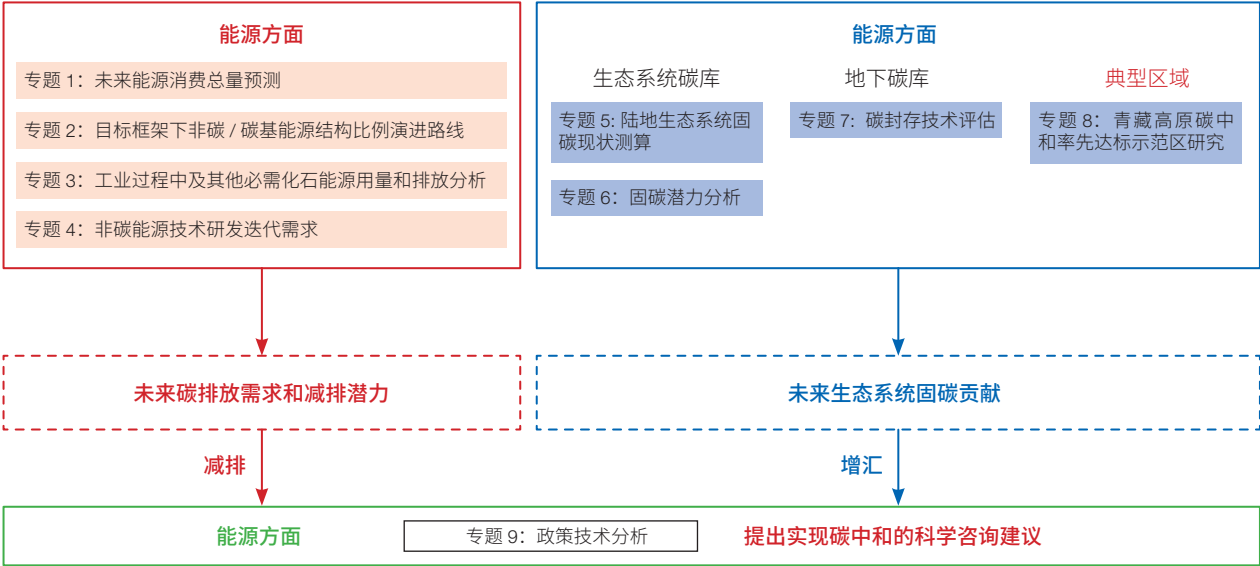 能源方面
专题 1：未来能源消费总量预测
专题 2：目标框架下非碳 / 碳基能源结构比例演进路线
专题 3：工业过程中及其他必需化石能源用量和排放分析
专题 4：非碳能源技术研发迭代需求
能源方面
生态系统碳库
专题 5: 陆地生态系统固
碳现状测算
专题 6：固碳潜力分析
地下碳库
专题 7: 碳封存技术评估
典型区域
专题 8：青藏高原碳中
和率先达标示范区研究
未来碳排放需求和减排潜力
未来生态系统固碳贡献
减排
增汇
能源方面
专题 9：政策技术分析
提出实现碳中和的科学咨询建议